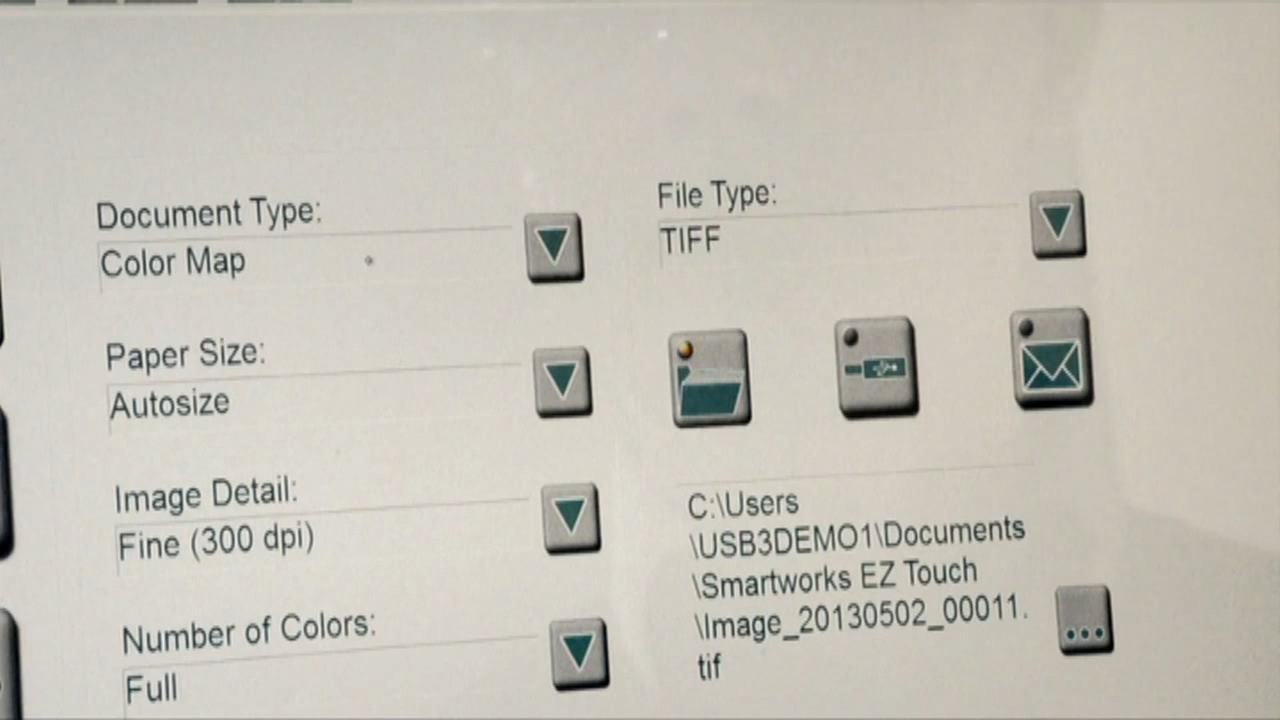 Document Type:
Color Map
Paper Size:
Autosize
Image Detail:
Fine (300 dpi)
Number of Colors:
Full
File Type:
TIFF
C:\Users
\USB3DEMO1\Documents
\Smartworks EZ Touch
\Image_20130502_00011.
tif